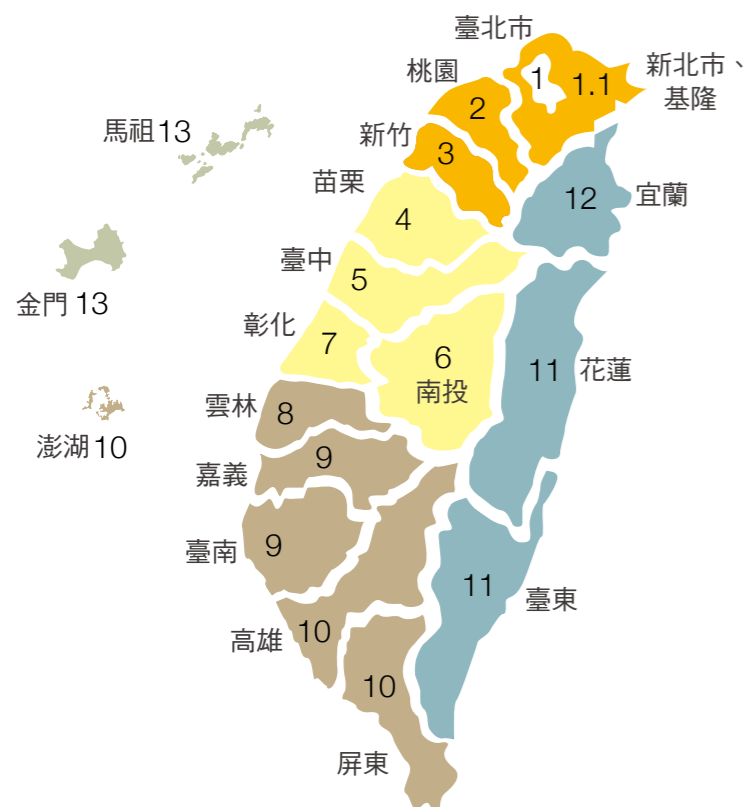 臺北市
新北市、
基隆
1
1.1
桃園
2
馬祖13
新竹
3
苗栗
4
12
宜蘭
臺中
5
金門 13
彰化
7
6
南投
11
花蓮
雲林
8
澎湖10
嘉義
9
臺南
9
11
臺東
高雄
10
10
屏東